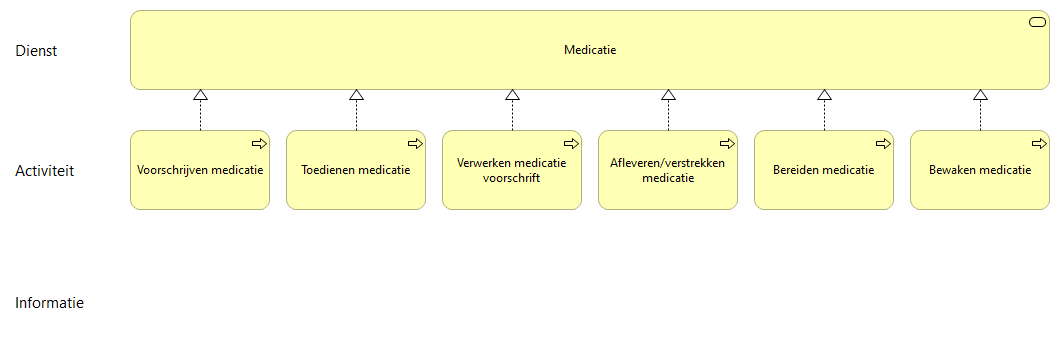 Dienst
Medicatie
Activiteit
Voorschrijven medicatie
Toedienen medicatie
Verwerken medicatie
voorschrift
Afleveren/verstrekken
medicatie
Bereiden medicatie
Bewaken medicatie
Informatie